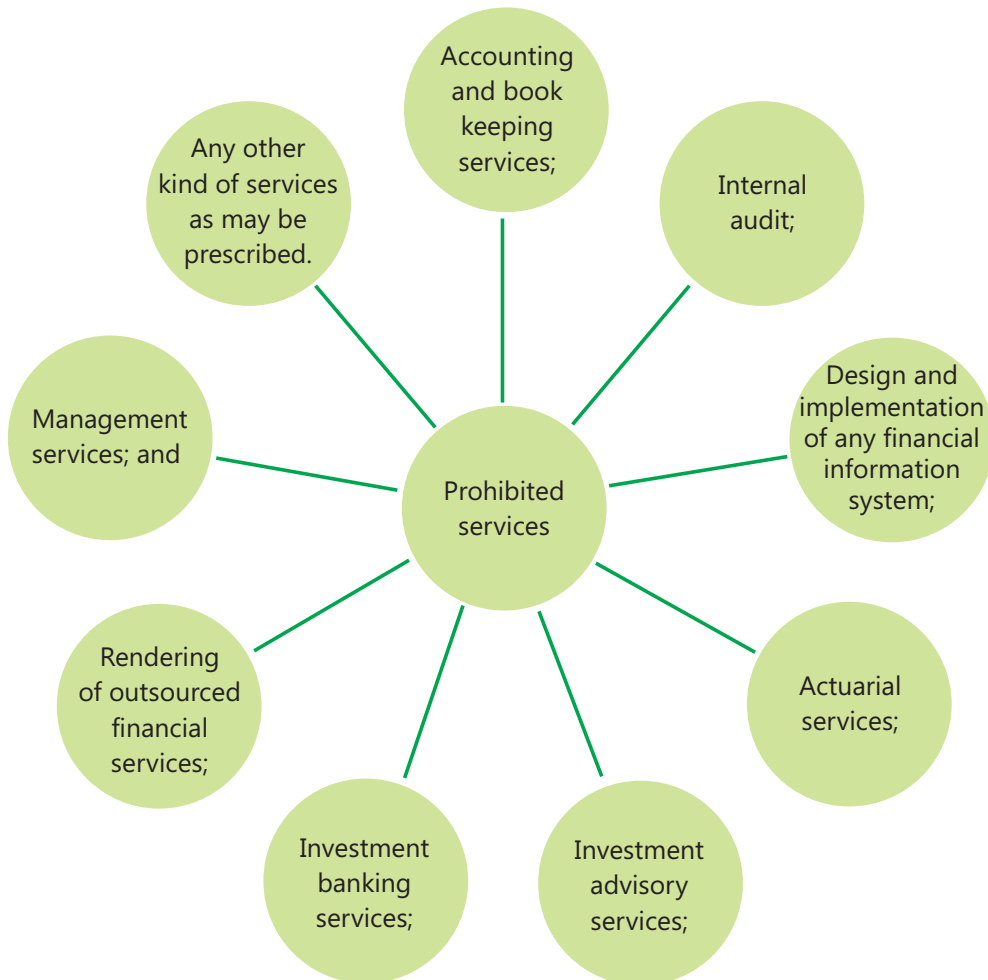 Prohibited
services
Accounting
and book
keeping
services;
Internal
audit;
Design and
implementation
of any financial
information
system;
Actuarial
services;
Investment
advisory
services;
Investment
banking
services;
Rendering
of outsourced
financial
services;
Management
services; and
Any other
kind of services
as may be
prescribed.